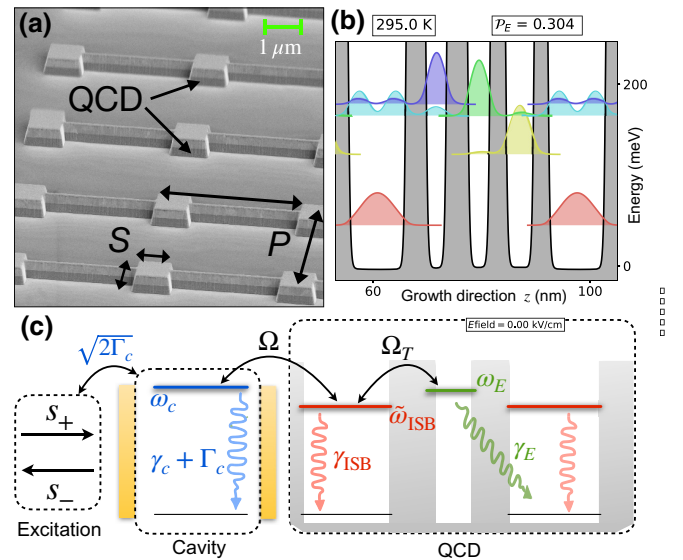 (a)
1 μm
QCD
S
P
(b)
295.0 K
𝒫_E = 0.304
200
0
Energy (meV)
60
100
Growth direction z (nm)
(c)
Efield = 0.00 kV/cm
√2Γ_c
Ω
Ω_T
s_+
s_−
ω_c
γ_c + Γ_c
ω̃_ISB
γ_ISB
ω_E
γ_E
Excitation
Cavity
QCD